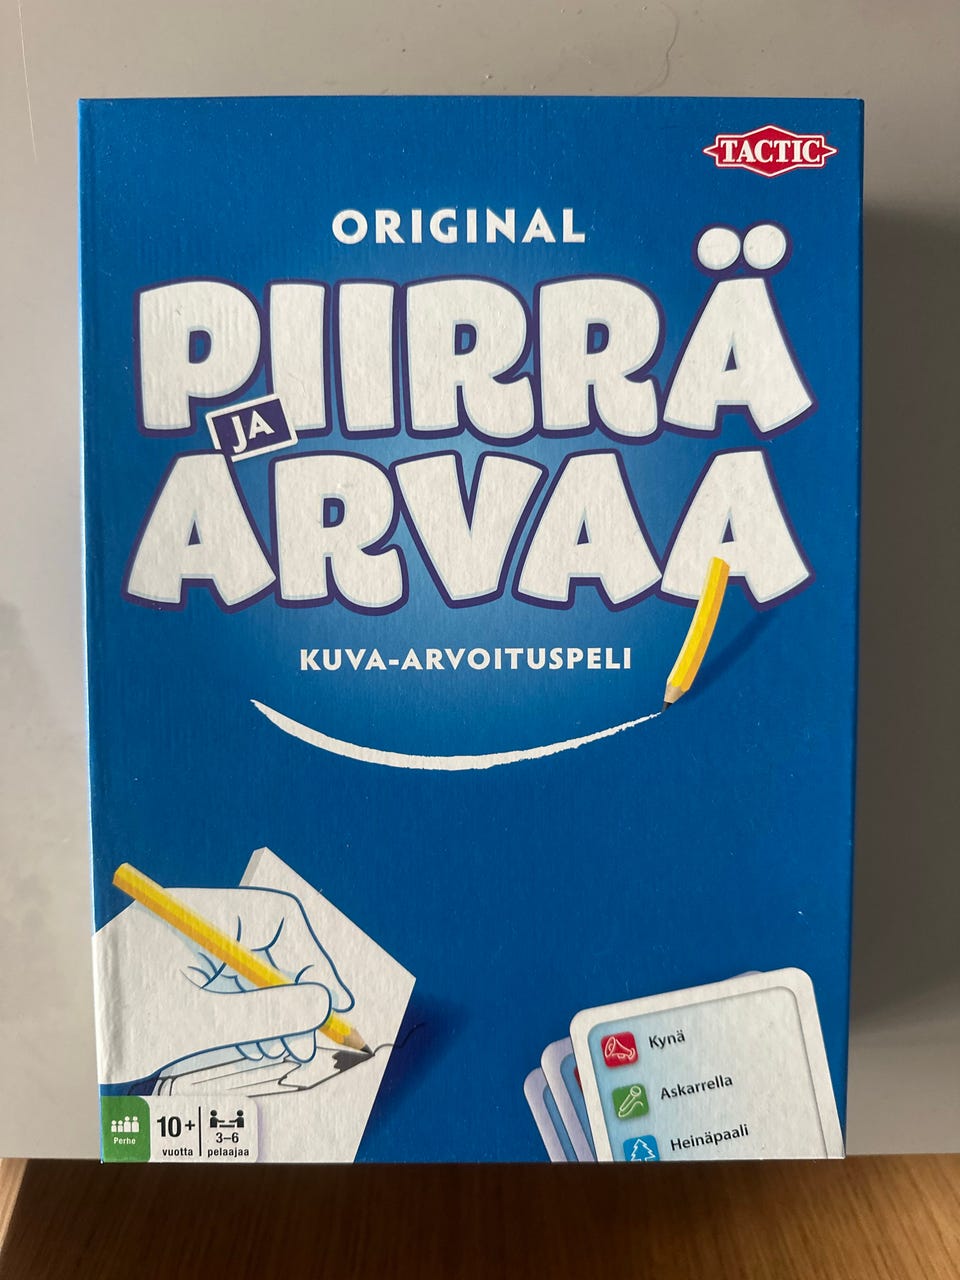 TACTIC
ORIGINAL
PIIRRÄ
JA
ARVAA
KUVA-ARVOITUSPELI
Kynä
Askarrella
Heinäpaali
Perhe
10+
vuotta
3–6
pelaajaa